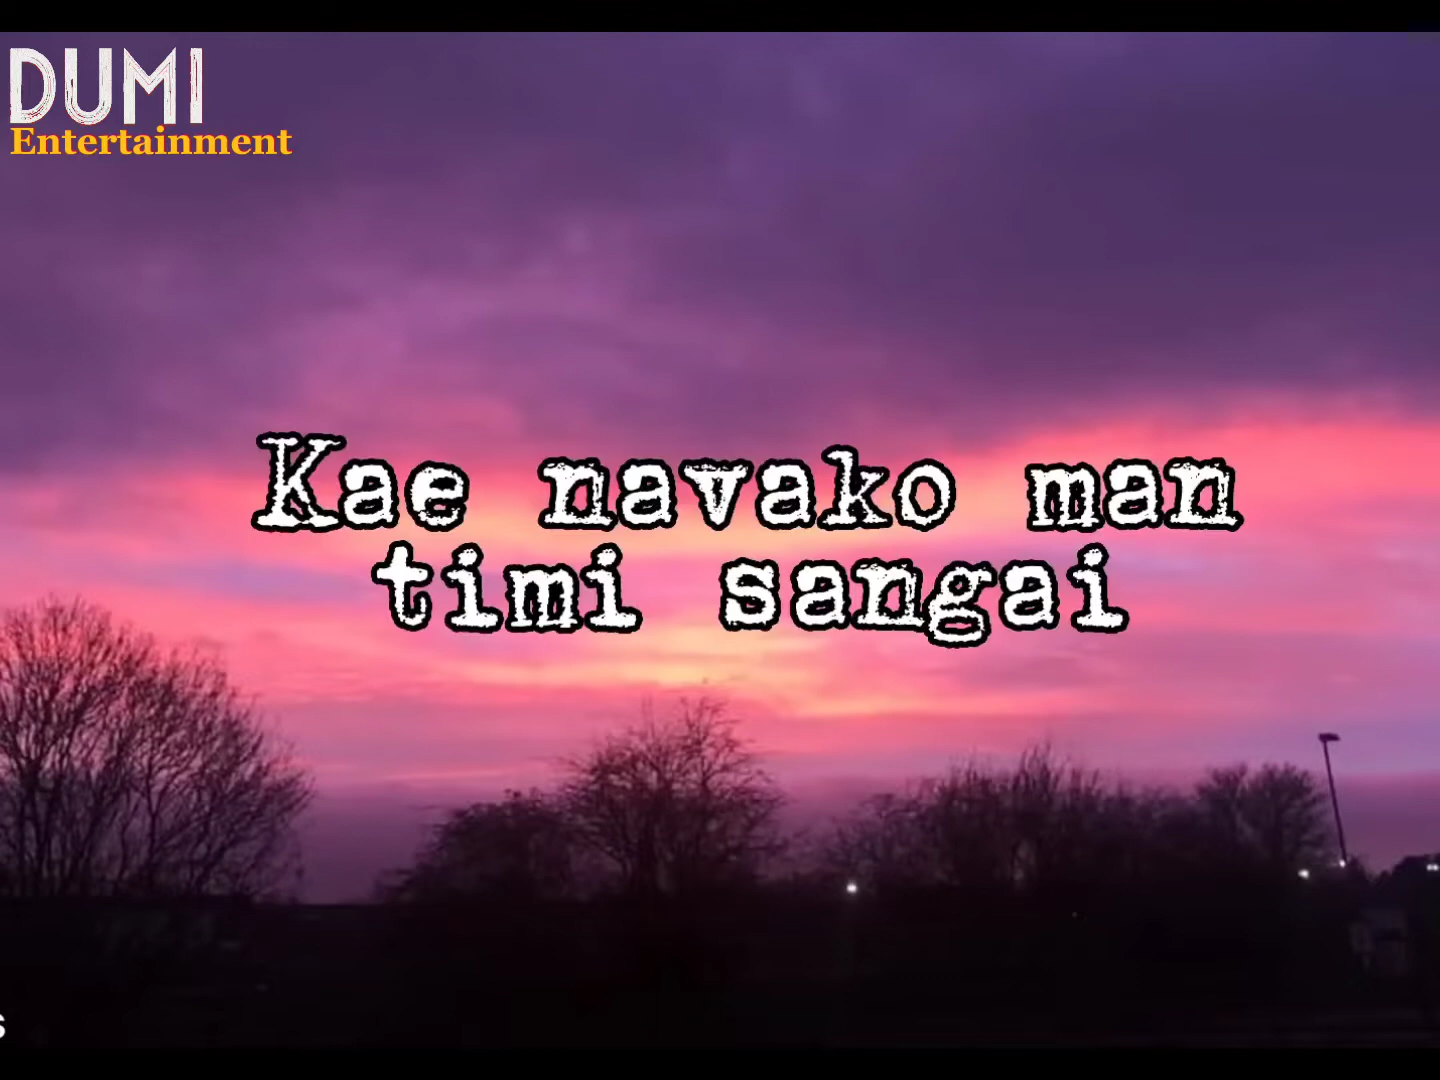 DUMI
Entertainment
Kae navako man
timi sangai
s